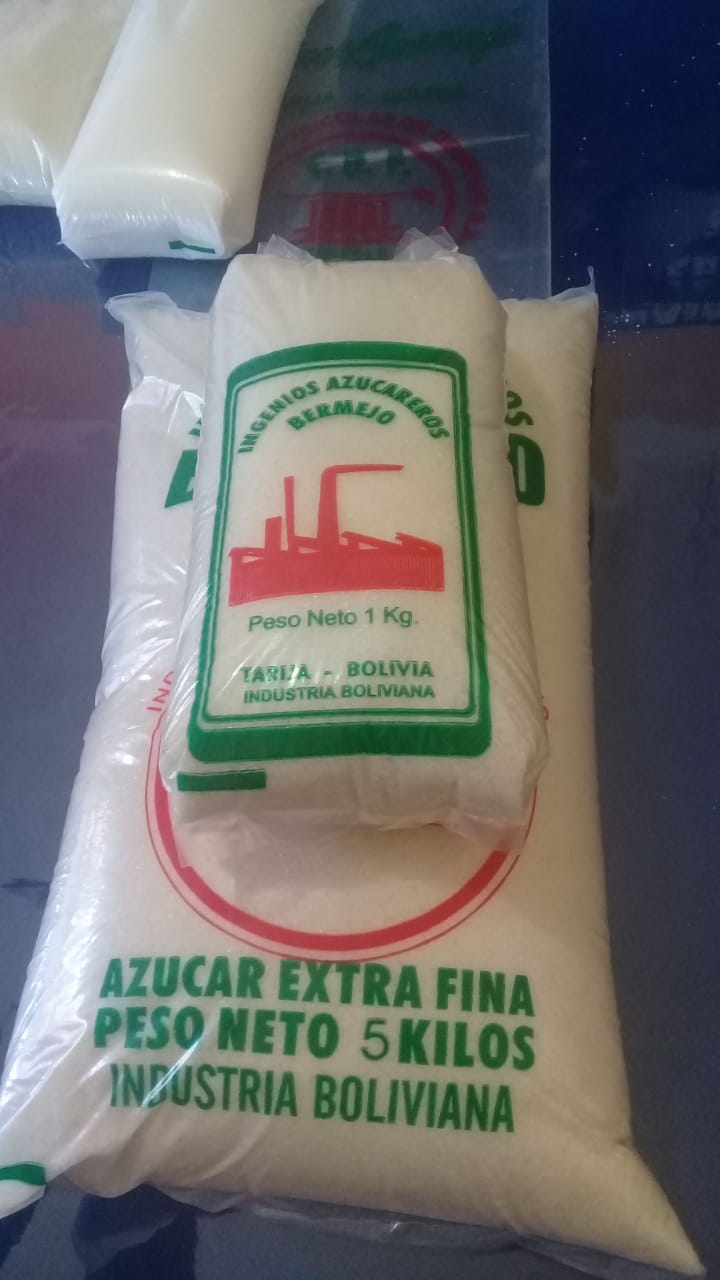 S.B.F.
INGENIOS AZUCAREROS
BERMEJO
Peso Neto 1 Kg.
TARIJA - BOLIVIA
INDUSTRIA BOLIVIANA
AZUCAR EXTRA FINA
PESO NETO 5 KILOS
INDUSTRIA BOLIVIANA